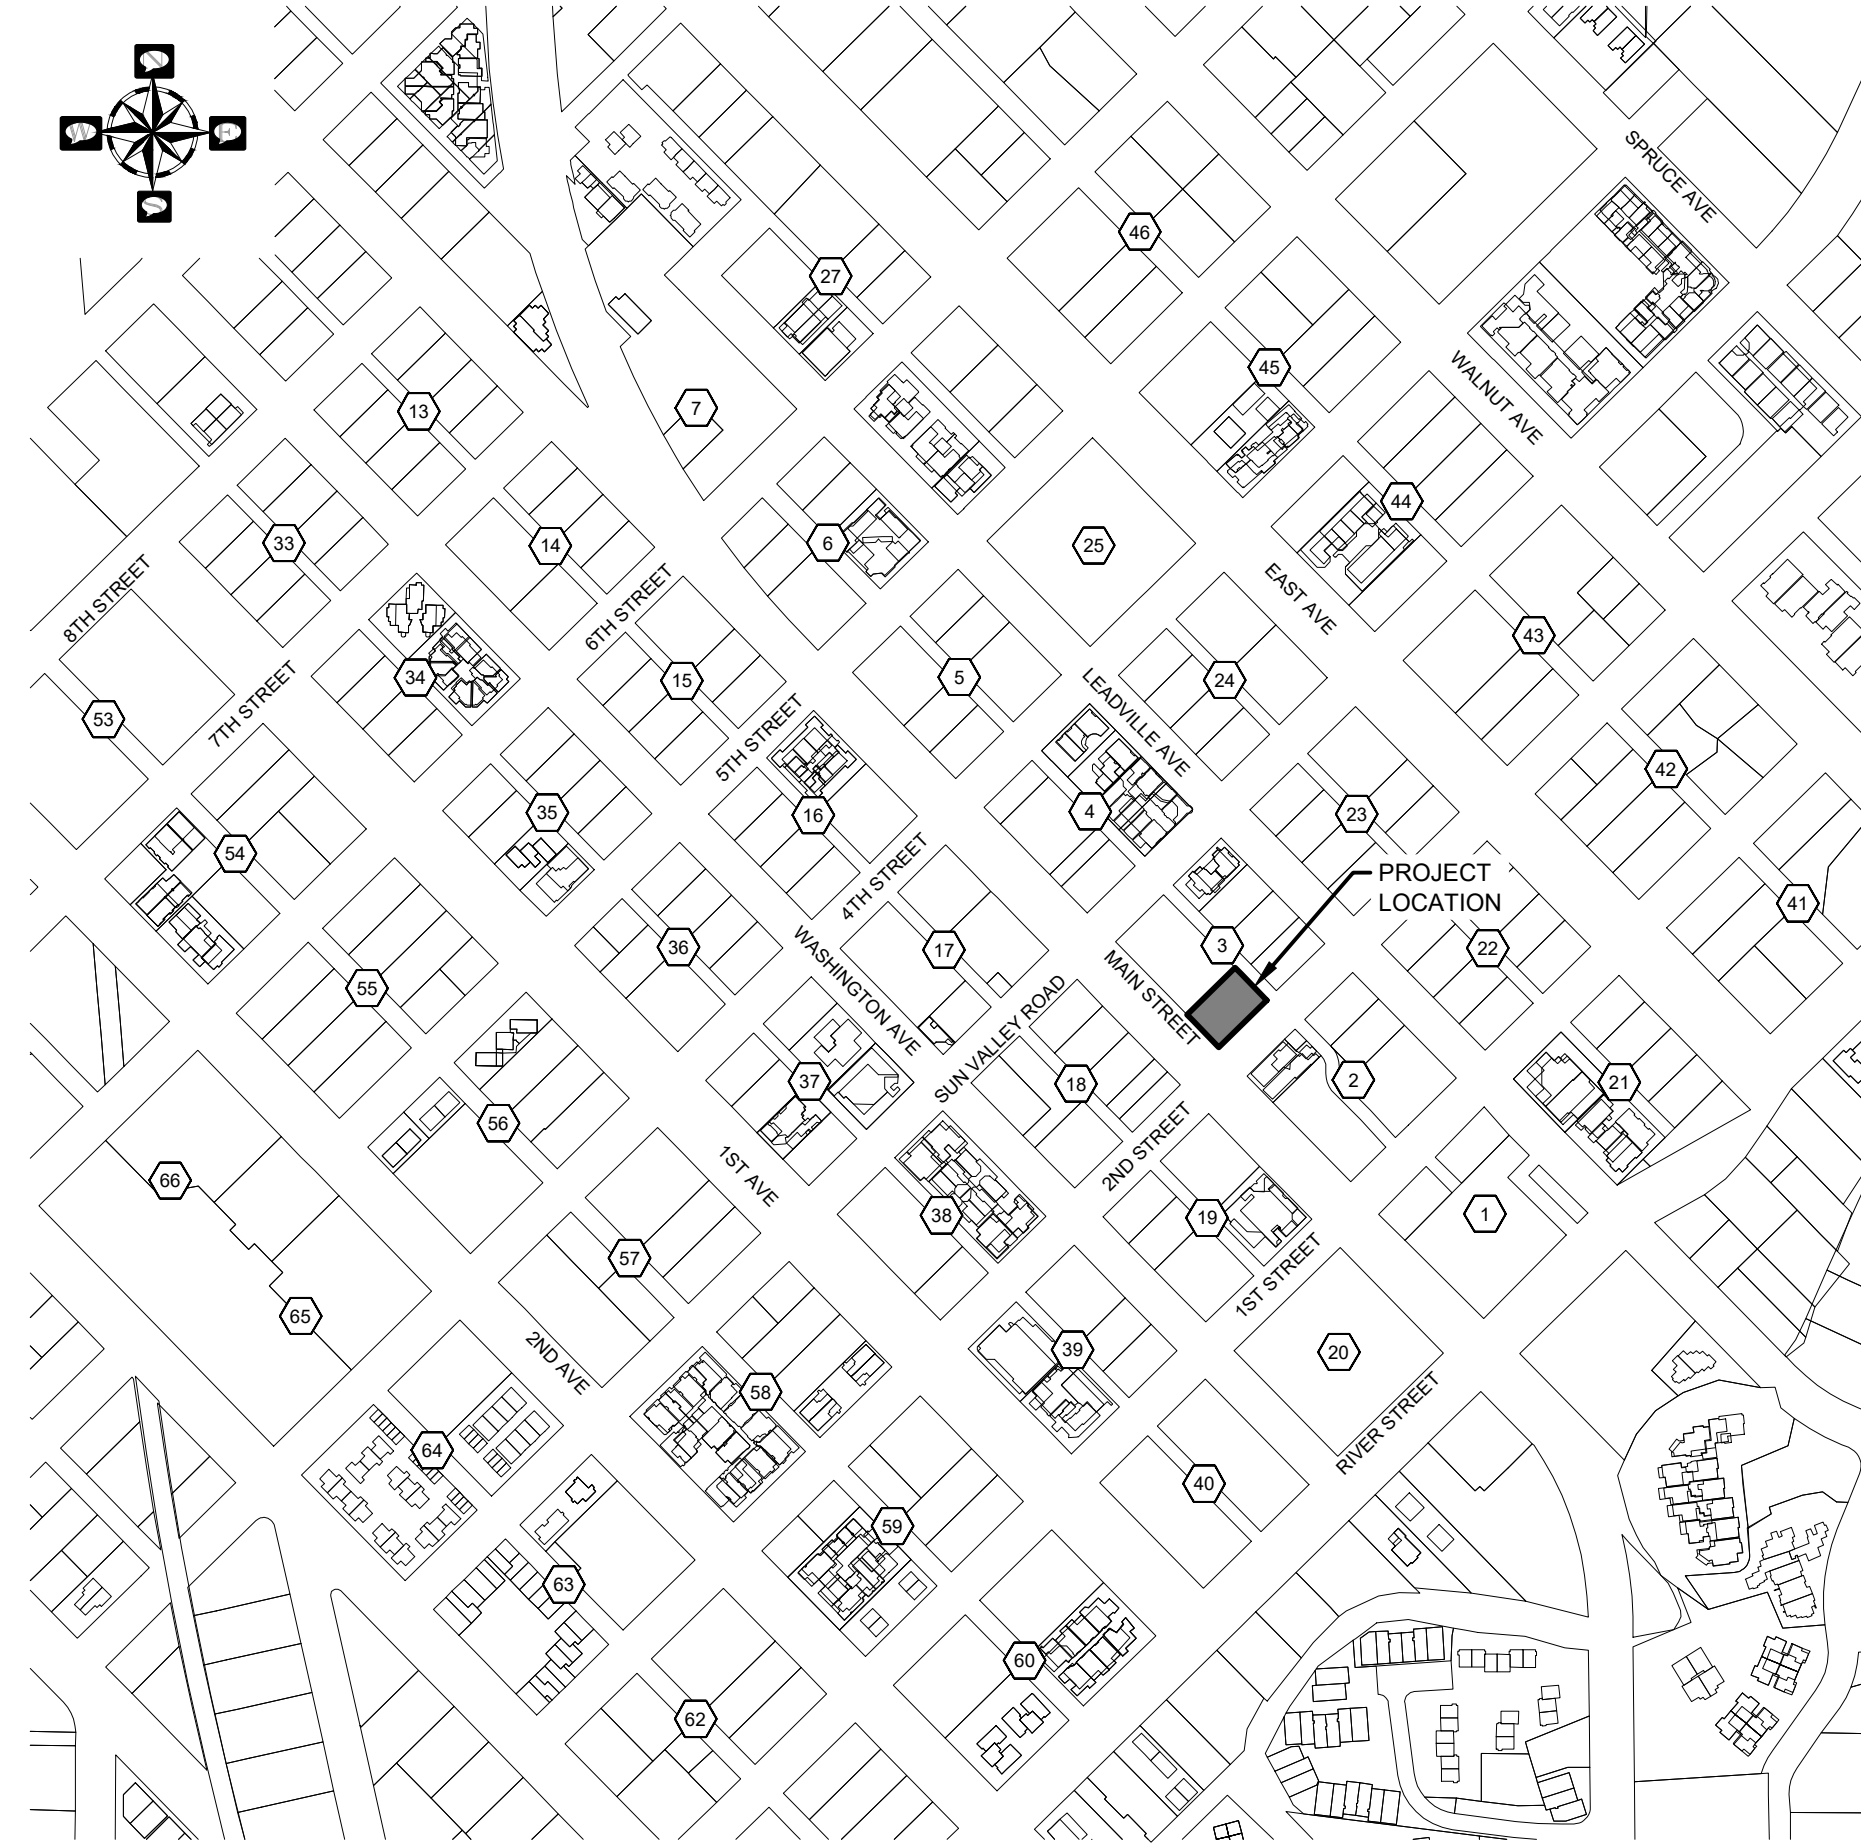 N
W
E
S
SPRUCE AVE
46
27
45
WALNUT AVE
7
13
44
33
14
6
25
8TH STREET
6TH STREET
EAST AVE
43
34
15
5
24
53
7TH STREET
5TH STREET
LEADVILLE AVE
42
35
16
4
23
54
4TH STREET
PROJECT
LOCATION
41
36
WASHINGTON AVE
17
3
22
MAIN STREET
55
SUN VALLEY ROAD
37
18
2
21
56
1ST AVE
2ND STREET
66
38
19
1
57
1ST STREET
65
2ND AVE
39
20
58
RIVER STREET
64
40
59
63
60
62